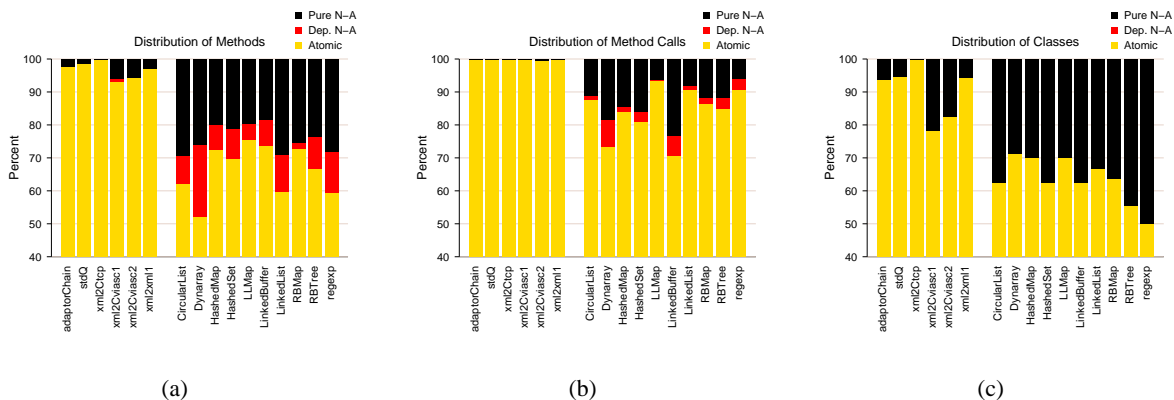 Pure N−A
Dep. N−A
Atomic
Distribution of Methods
Percent
100
90
80
70
60
50
40
adaptorChain
stdQ
xml2Ctcp
xml2Cviasc1
xml2Cviasc2
xml2xml1
CircularList
Dynarray
HashedMap
HashedSet
LLMap
LinkedBuffer
LinkedList
RBMap
RBTree
regexp
(a)
Pure N−A
Dep. N−A
Atomic
Distribution of Method Calls
Percent
100
90
80
70
60
50
40
adaptorChain
stdQ
xml2Ctcp
xml2Cviasc1
xml2Cviasc2
xml2xml1
CircularList
Dynarray
HashedMap
HashedSet
LLMap
LinkedBuffer
LinkedList
RBMap
RBTree
regexp
(b)
Pure N−A
Dep. N−A
Atomic
Distribution of Classes
Percent
100
90
80
70
60
50
40
adaptorChain
stdQ
xml2Ctcp
xml2Cviasc1
xml2Cviasc2
xml2xml1
CircularList
Dynarray
HashedMap
HashedSet
LLMap
LinkedBuffer
LinkedList
RBMap
RBTree
regexp
(c)